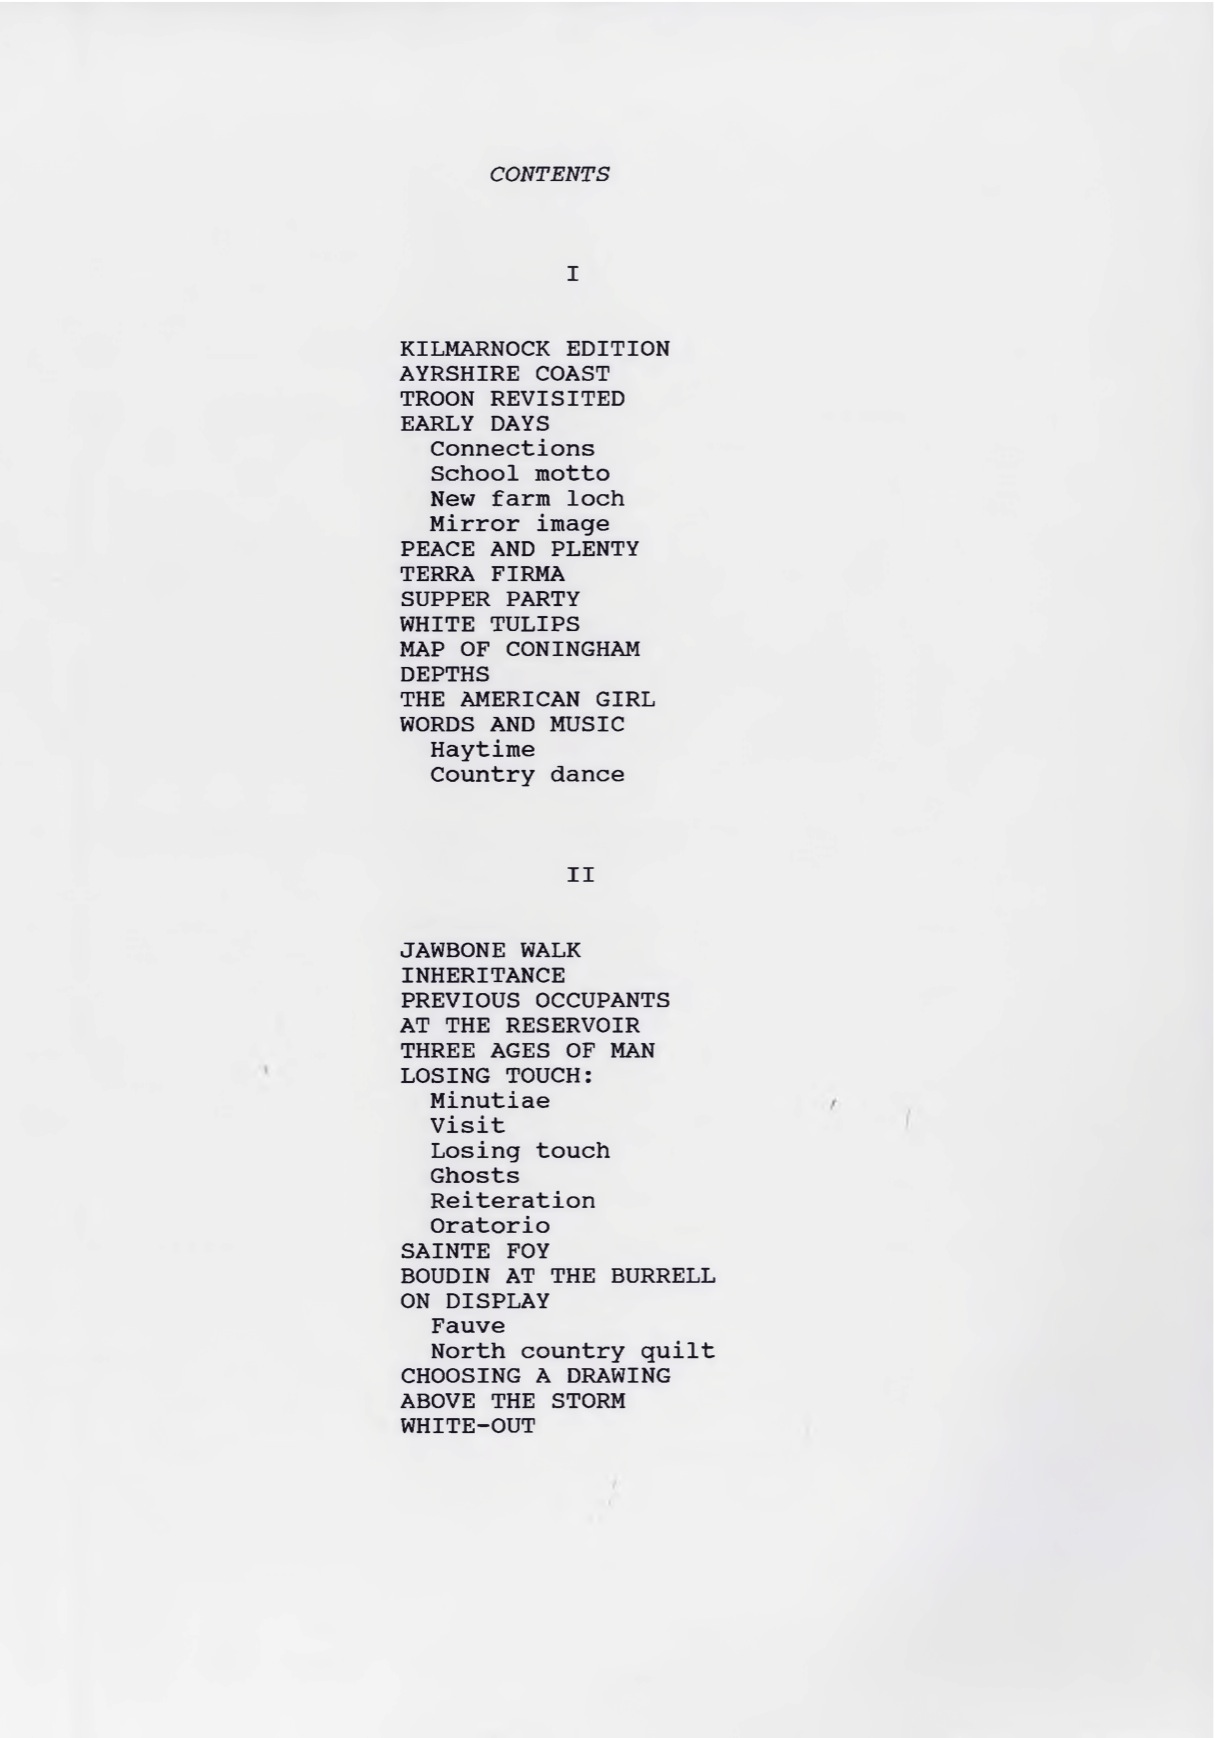 CONTENTS
I
KILMARNOCK EDITION
AYRSHIRE COAST
TROON REVISITED
EARLY DAYS
Connections
School motto
New farm loch
Mirror image
PEACE AND PLENTY
TERRA FIRMA
SUPPER PARTY
WHITE TULIPS
MAP OF CONINGHAM
DEPTHS
THE AMERICAN GIRL
WORDS AND MUSIC
Haytime
Country dance
II
JAWBONE WALK
INHERITANCE
PREVIOUS OCCUPANTS
AT THE RESERVOIR
THREE AGES OF MAN
LOSING TOUCH:
Minutiae
Visit
Losing touch
Ghosts
Reiteration
Oratorio
SAINTE FOY
BOUDIN AT THE BURRELL
ON DISPLAY
Fauve
North country quilt
CHOOSING A DRAWING
ABOVE THE STORM
WHITE-OUT